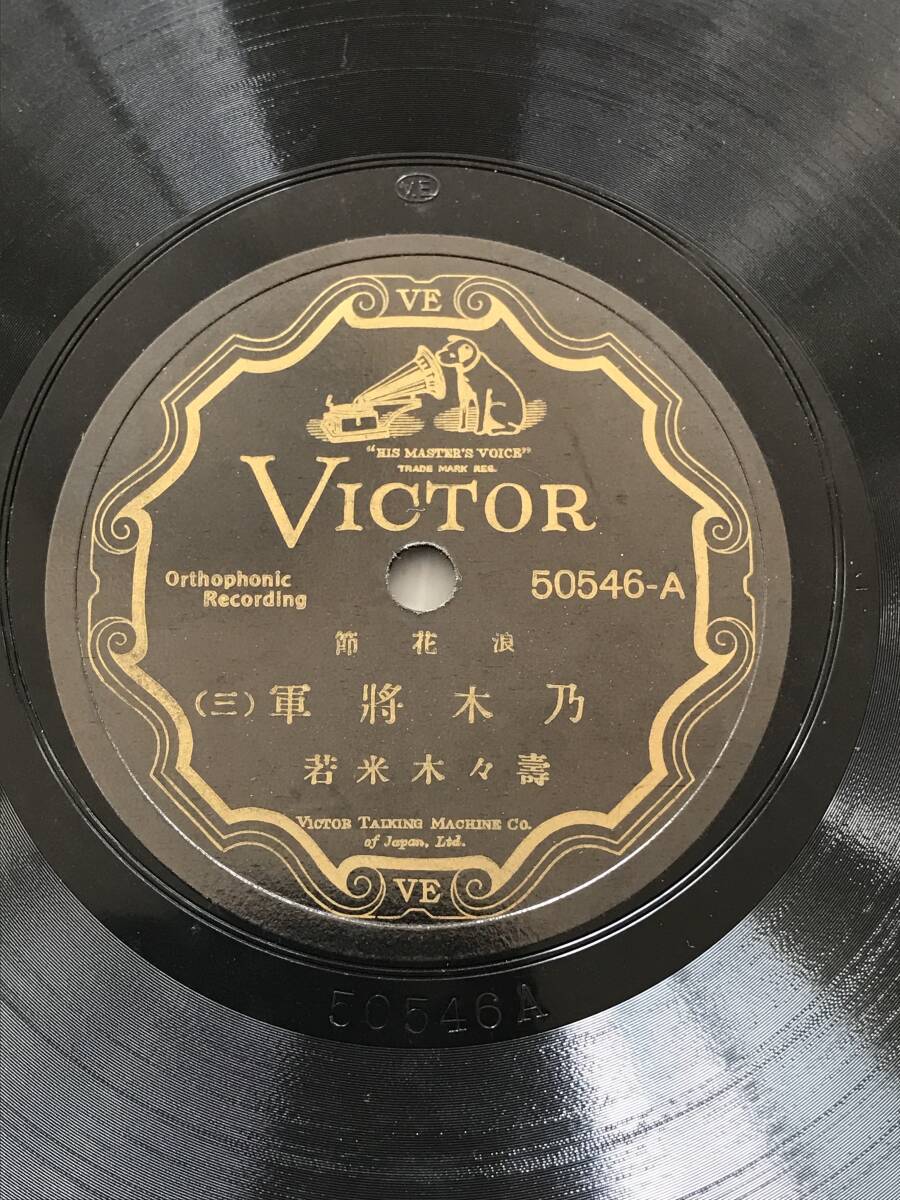 VE
VE
"HIS MASTER'S VOICE"
TRADE MARK REG.
VICTOR
Orthophonic
Recording
50546-A
浪花節
乃木將軍(三)
壽々木米若
VICTOR TALKING MACHINE CO.
of Japan, Ltd.
VE
50546A